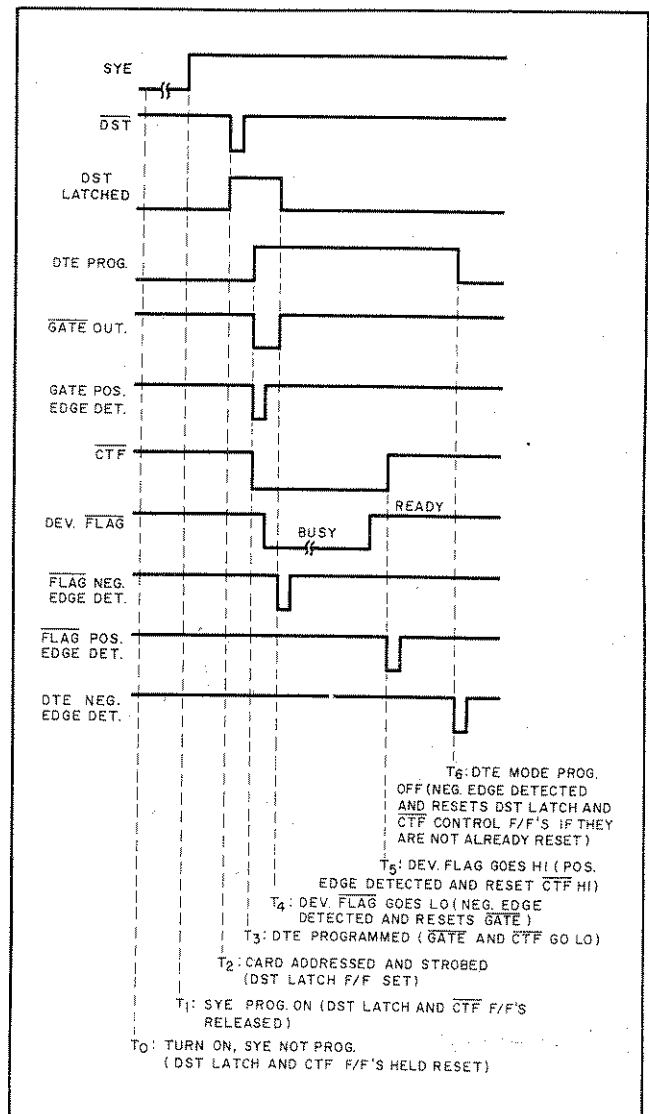 SYE
DST
DST
LATCHED
DTE PROG.
GATE OUT.
GATE POS.
EDGE DET.
CTF
READY
DEV. FLAG
BUSY
FLAG NEG.
EDGE DET.
FLAG POS.
EDGE DET.
DTE NEG.
EDGE DET.
T6: DTE MODE PROG.
OFF (NEG. EDGE DETECTED
AND RESETS DST LATCH AND
CTF CONTROL F/F'S IF THEY
ARE NOT ALREADY RESET)
T5: DEV. FLAG GOES HI (POS.
EDGE DETECTED AND RESET CTF HI)
T4: DEV. FLAG GOES LO (NEG. EDGE
DETECTED AND RESETS GATE)
T3: DTE PROGRAMMED (GATE AND CTF GO LO)
T2: CARD ADDRESSED AND STROBED
(DST LATCH F/F SET)
T1: SYE PROG. ON (DST LATCH AND CTF F/F'S
RELEASED)
T0: TURN ON, SYE NOT PROG.
(DST LATCH AND CTF F/F'S HELD RESET)